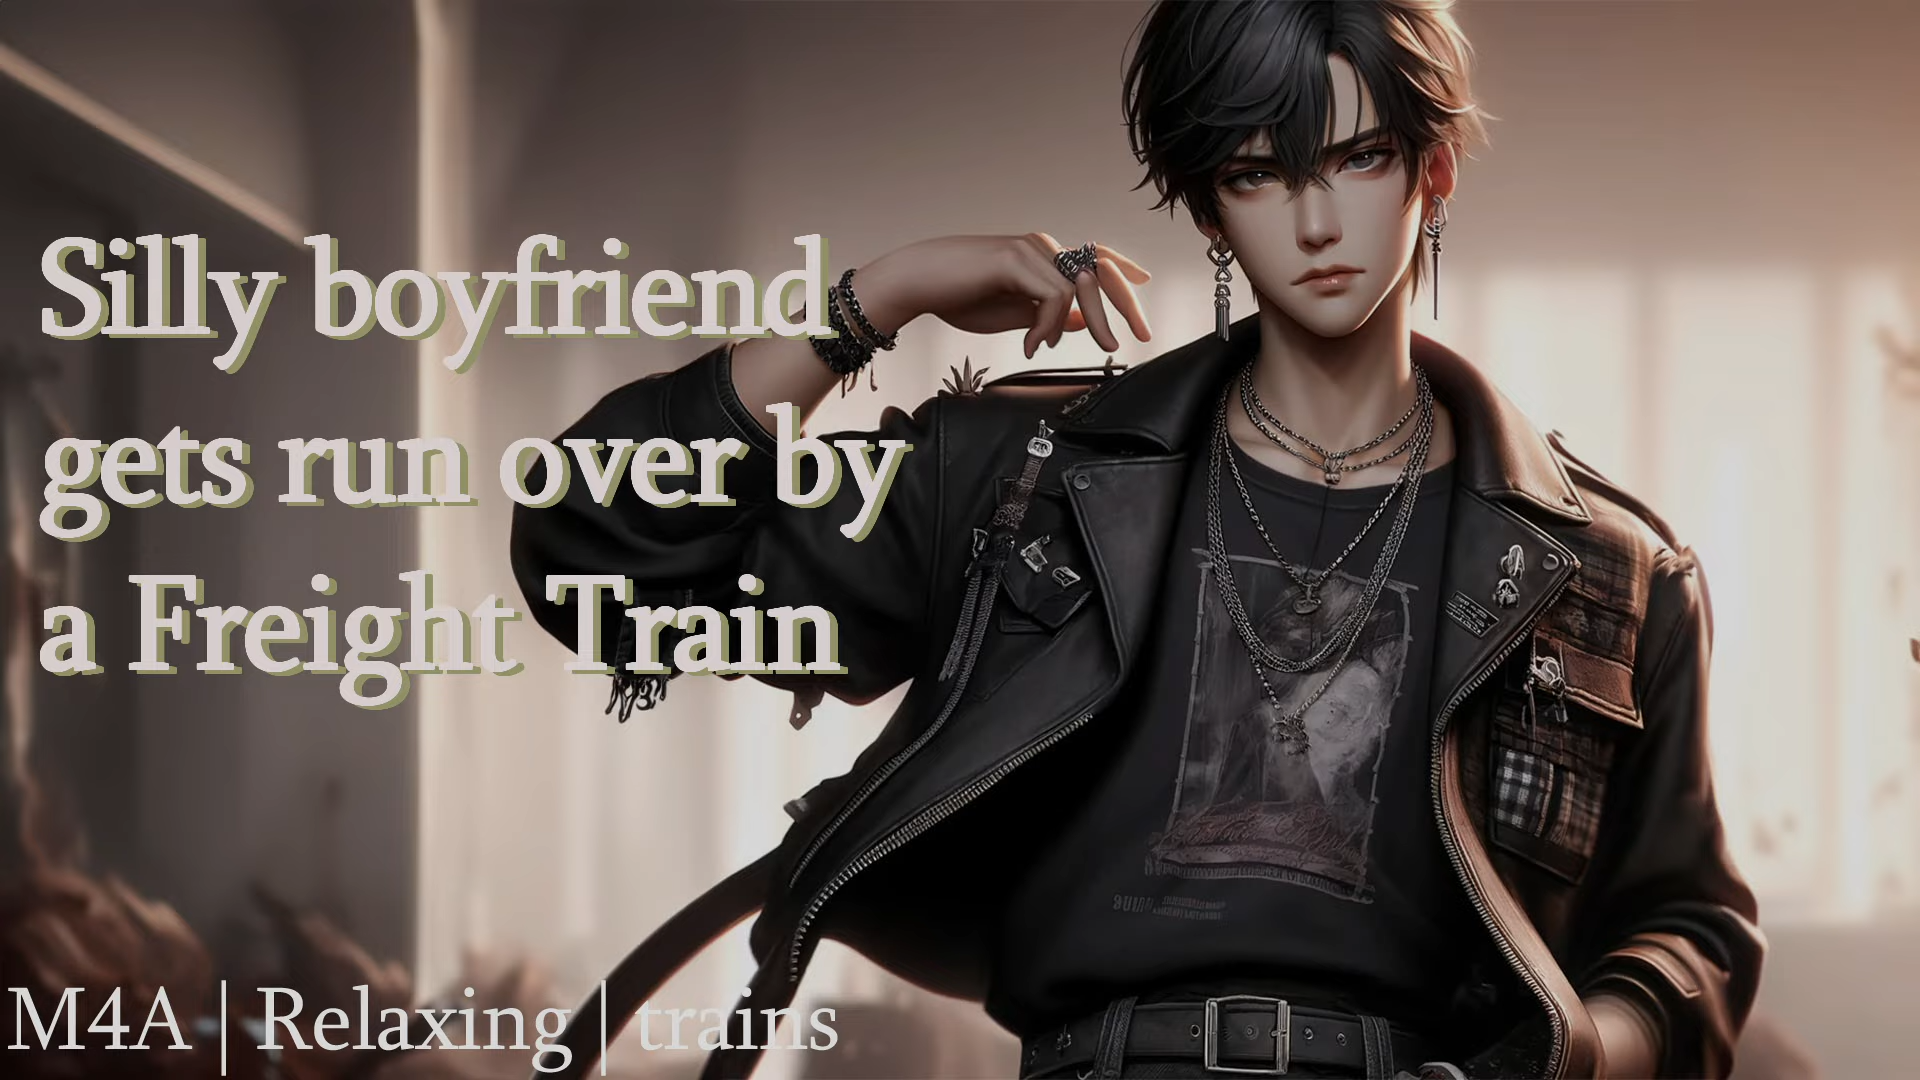 Silly boyfriend
gets run over by
a Freight Train
M4A | Relaxing | trains